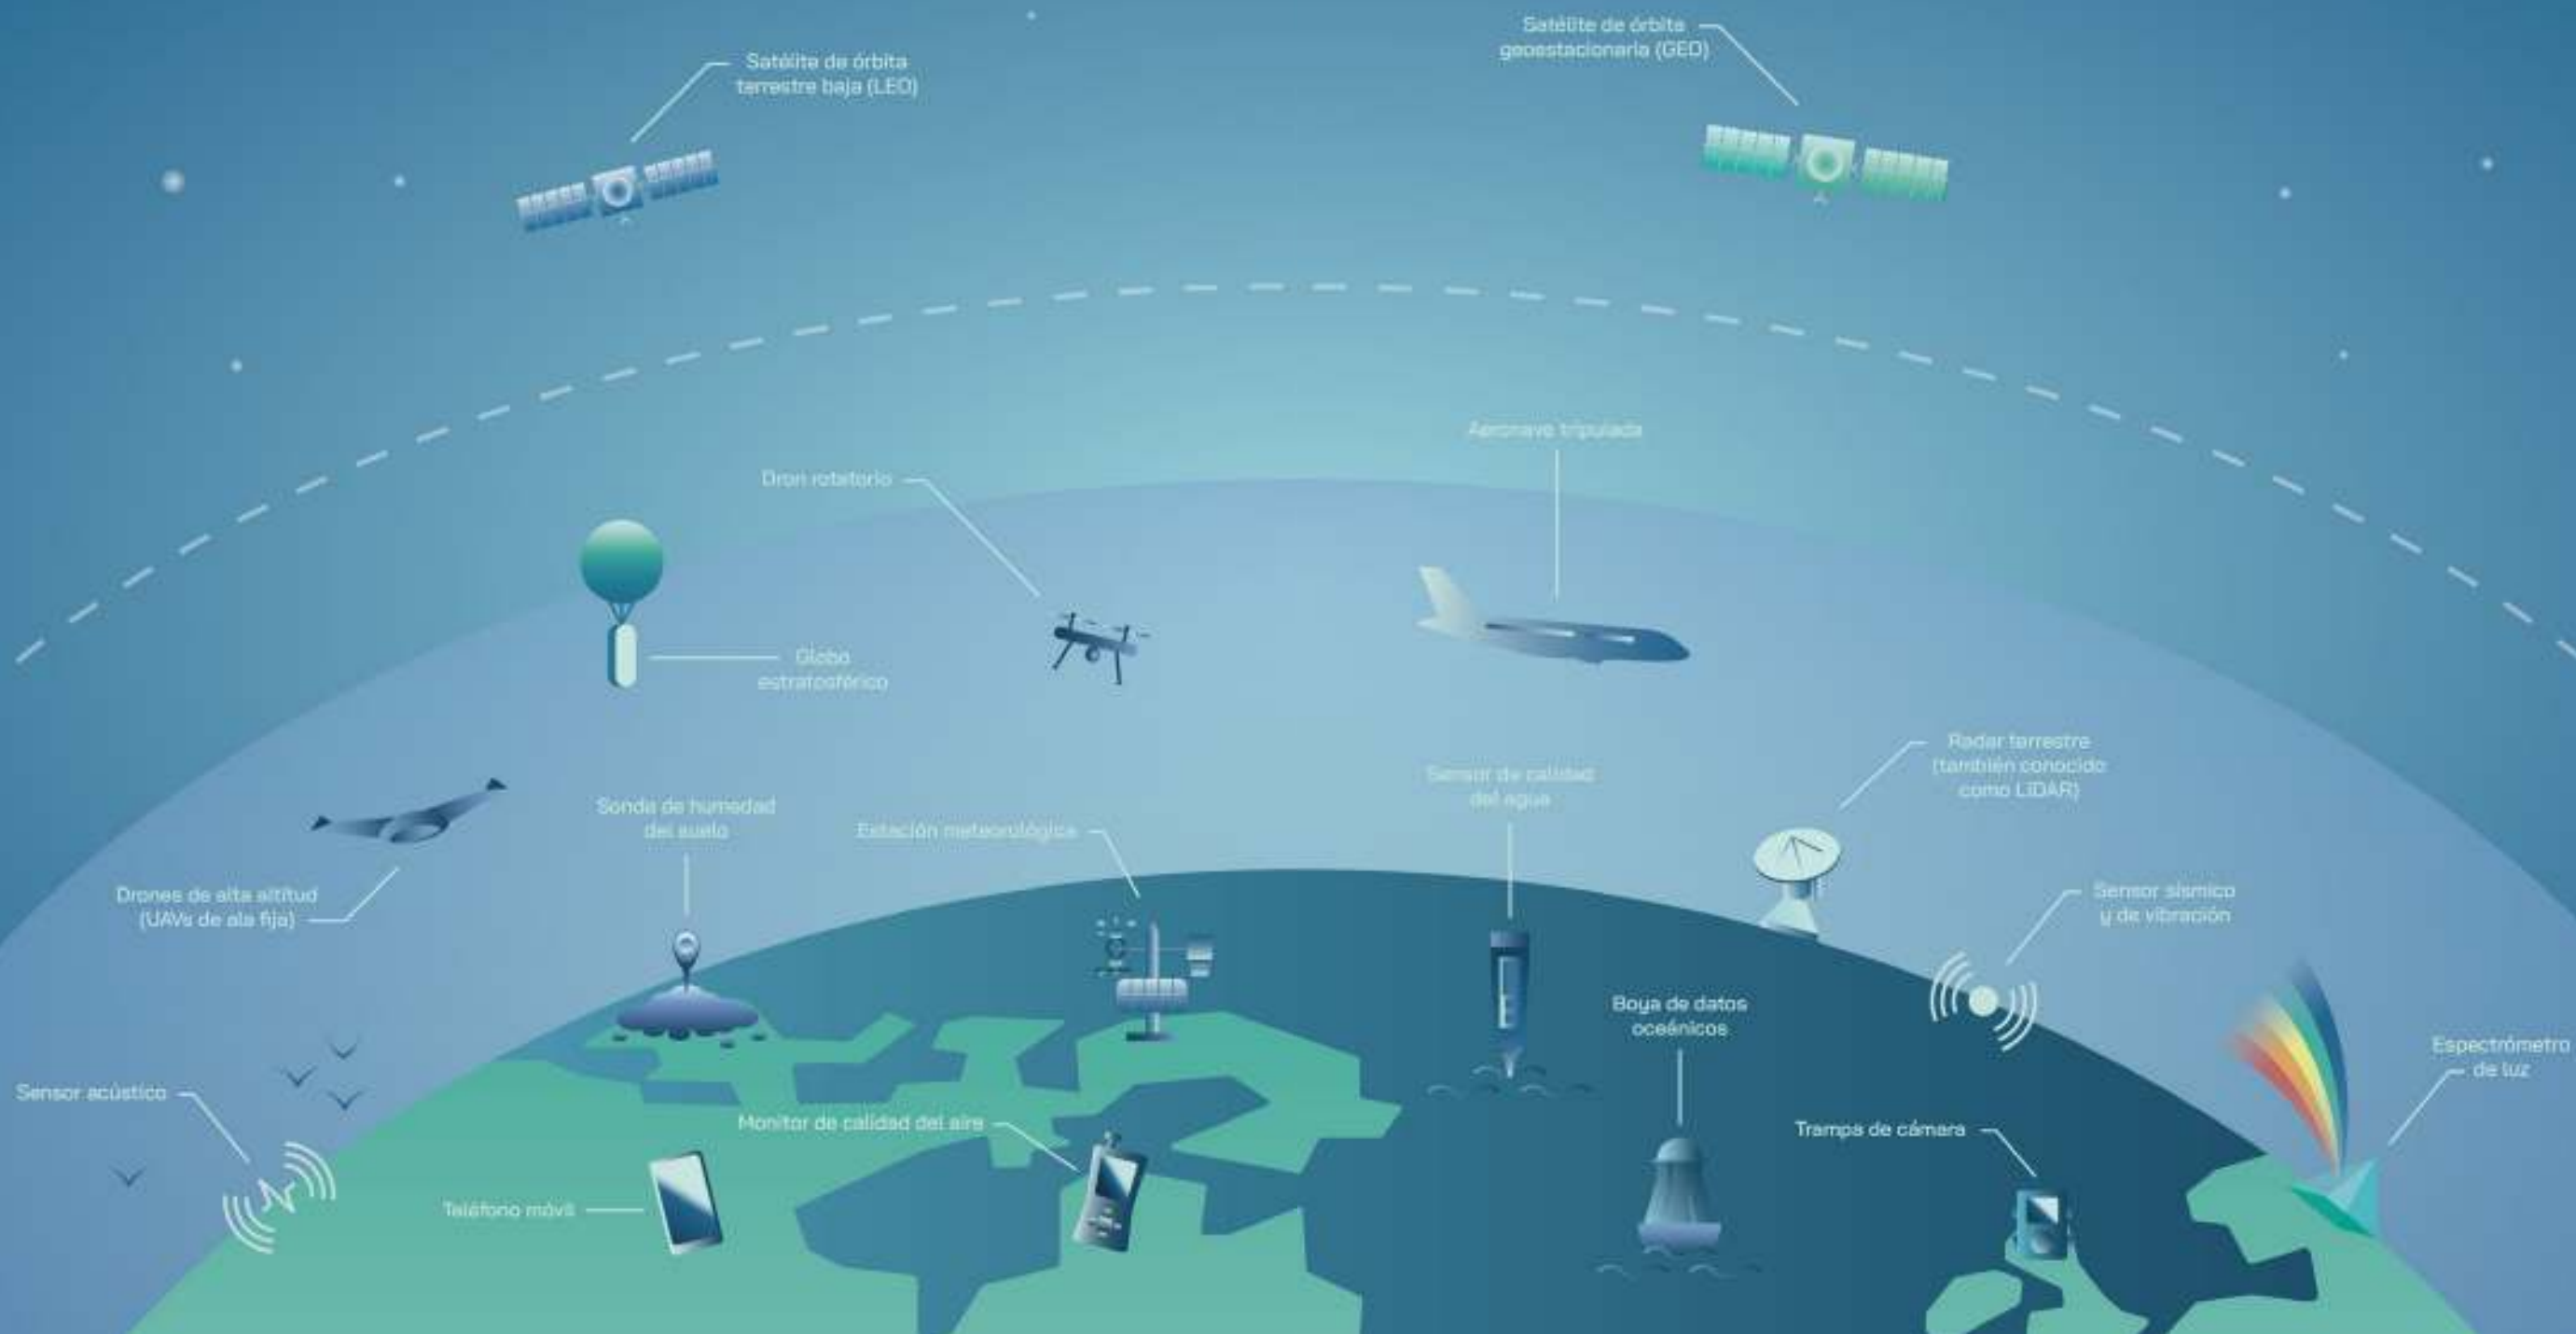 Satélite de órbita
terrestre baja (LEO)
Satélite de órbita
geoestacionaria (GEO)
Aeronave tripulada
Dron rotatorio
Globo
estratosférico
Radar terrestre
(también conocido
como LiDAR)
Sensor de calidad
del agua
Sonda de humedad
del suelo
Estación meteorológica
Drones de alta altitud
(UAVs de ala fija)
Sensor sísmico
y de vibración
Boya de datos
oceánicos
Espectrómetro
de luz
Sensor acústico
Monitor de calidad del aire
Trampa de cámara
Teléfono móvil